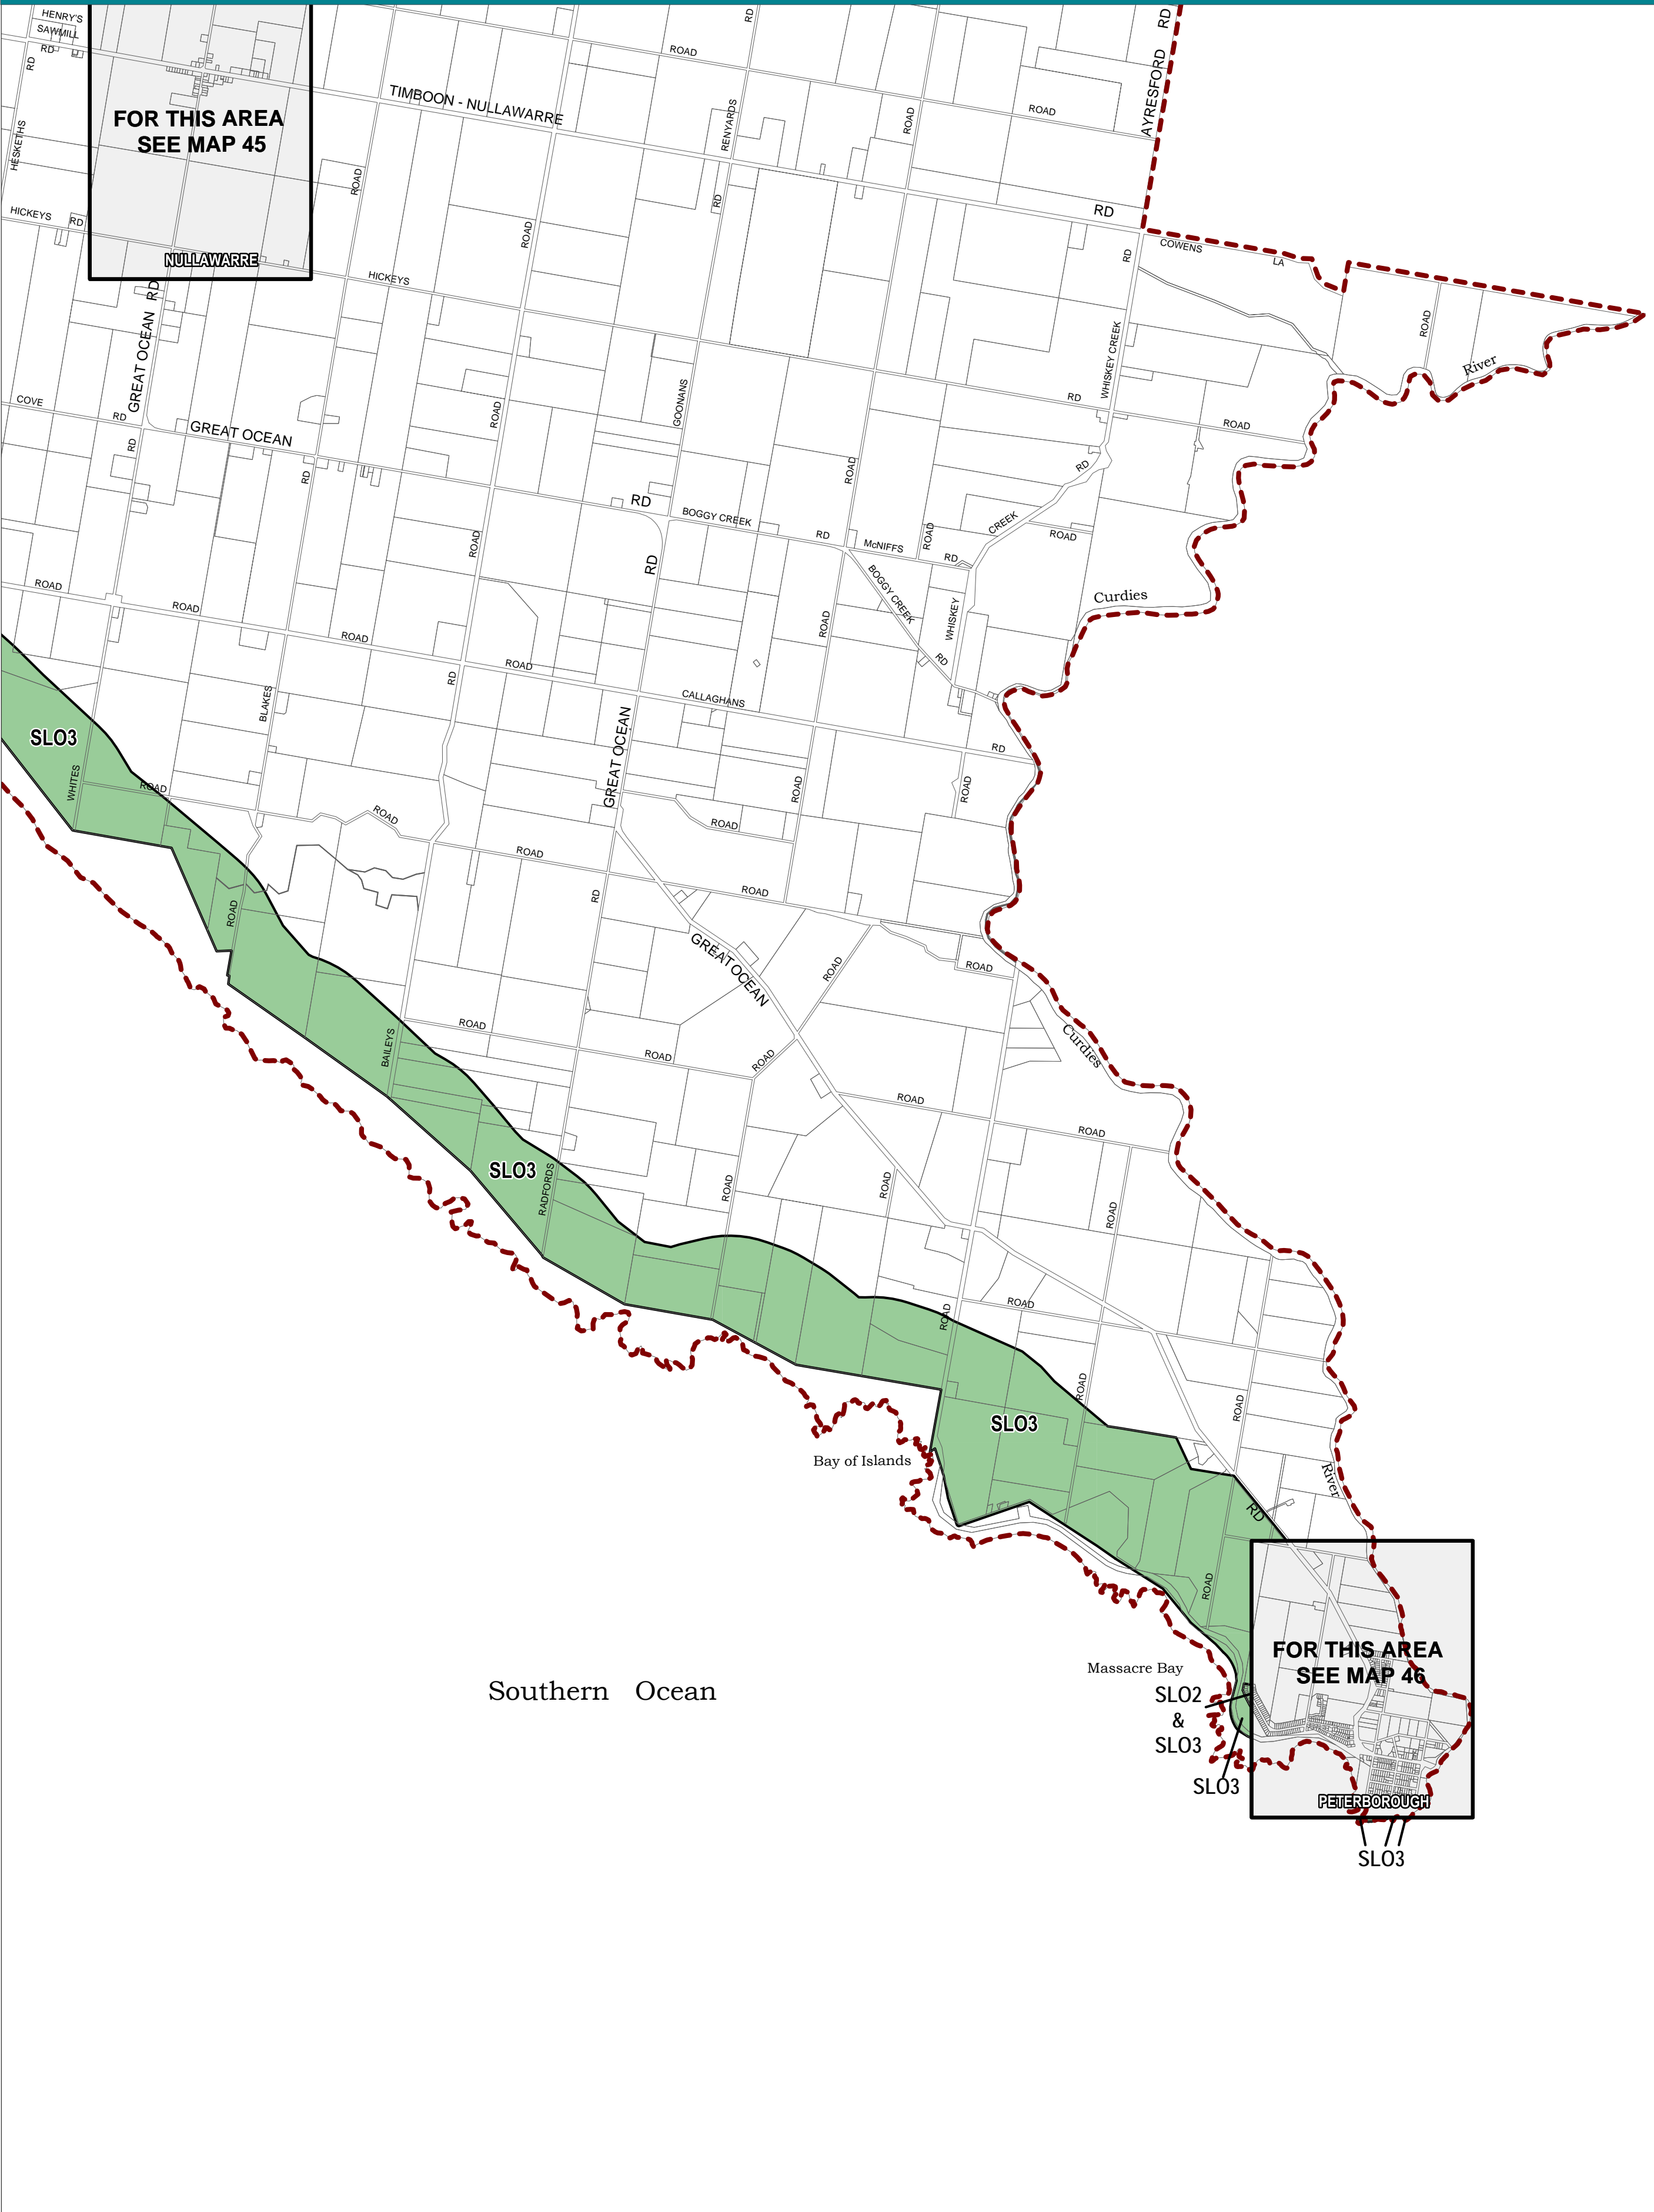 HENRY'S
SAWMILL
RD
RD
HESKETHS
HICKEYS
RD
FOR THIS AREA
SEE MAP 45
NULLAWARRE
ROAD
RD
TIMBOON - NULLAWARRE
RENYARDS
ROAD
ROAD
AYRESFORD RD
ROAD
RD
ROAD
RD
COWENS
LA
RD
HICKEYS
GREAT OCEAN RD
ROAD
River
WHISKEY CREEK
COVE
RD
RD
GREAT OCEAN
RD
ROAD
GOONANS
RD
ROAD
ROAD
RD
RD
BOGGY CREEK
RD
McNIFFS
ROAD
RD
CREEK
ROAD
ROAD
RD
BOGGY CREEK
RD
WHISKEY
Curdies
ROAD
ROAD
ROAD
ROAD
ROAD
RD
CALLAGHANS
RD
BLAKES
GREAT OCEAN
SLO3
WHITES
ROAD
ROAD
ROAD
ROAD
ROAD
ROAD
RD
ROAD
ROAD
GREAT OCEAN
ROAD
ROAD
BAILEYS
ROAD
ROAD
ROAD
Curdies
ROAD
ROAD
SLO3
RADFORDS
ROAD
ROAD
ROAD
ROAD
ROAD
ROAD
ROAD
SLO3
Bay of Islands
River
RD
ROAD
FOR THIS AREA
SEE MAP 46
Massacre Bay
Southern Ocean
SLO2
&
SLO3
SLO3
PETERBOROUGH
SLO3